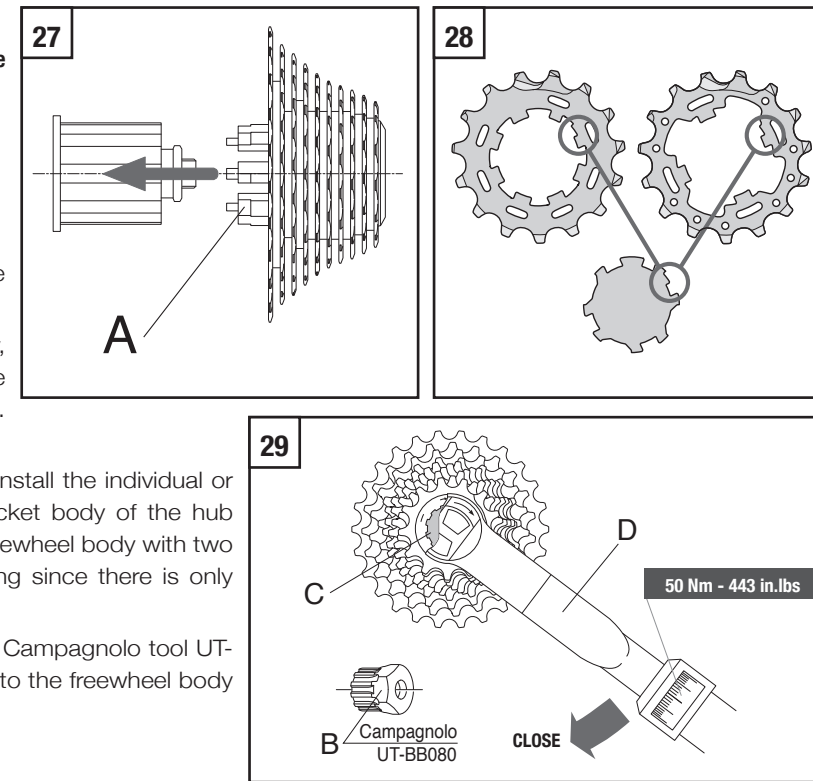 27
28
e
A
e
,
e
.
29
nstall the individual or
cket body of the hub
ewheel body with two
ng since there is only
Campagnolo tool UT-
to the freewheel body
D
C
50 Nm - 443 in.lbs
B
Campagnolo
UT-BB080
CLOSE